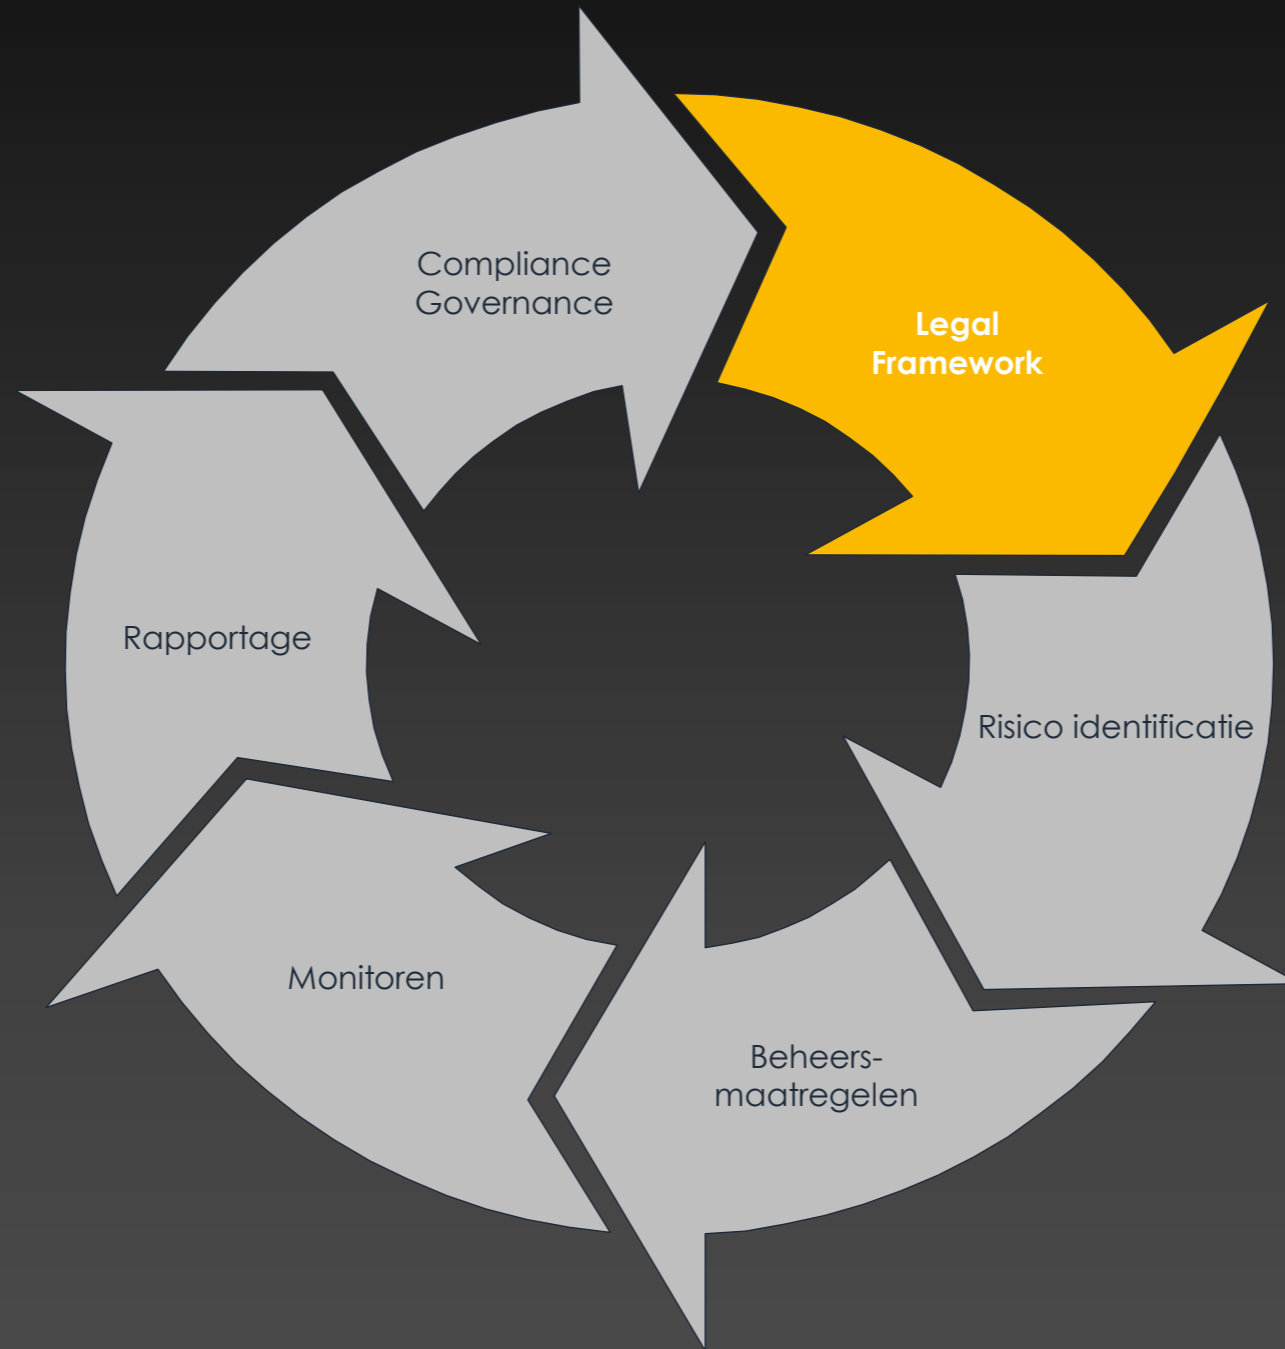 Compliance
Governance
Legal
Framework
Risico identificatie
Beheers-
maatregelen
Monitoren
Rapportage